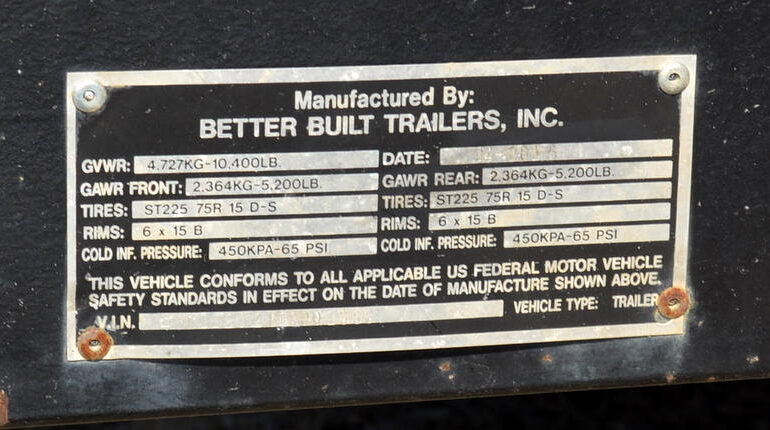 Manufactured By:
BETTER BUILT TRAILERS, INC.
GVWR: 4,727KG-10,400LB. DATE:
GAWR FRONT: 2,364KG-5,200LB. GAWR REAR: 2,364KG-5,200LB.
TIRES: ST225 75R 15 D-S TIRES: ST225 75R 15 D-S
RIMS: 6 x 15 B RIMS: 6 x 15 B
COLD INF. PRESSURE: 450KPA-65 PSI COLD INF. PRESSURE: 450KPA-65 PSI
THIS VEHICLE CONFORMS TO ALL APPLICABLE US FEDERAL MOTOR VEHICLE
SAFETY STANDARDS IN EFFECT ON THE DATE OF MANUFACTURE SHOWN ABOVE.
V.I.N. VEHICLE TYPE: TRAILER